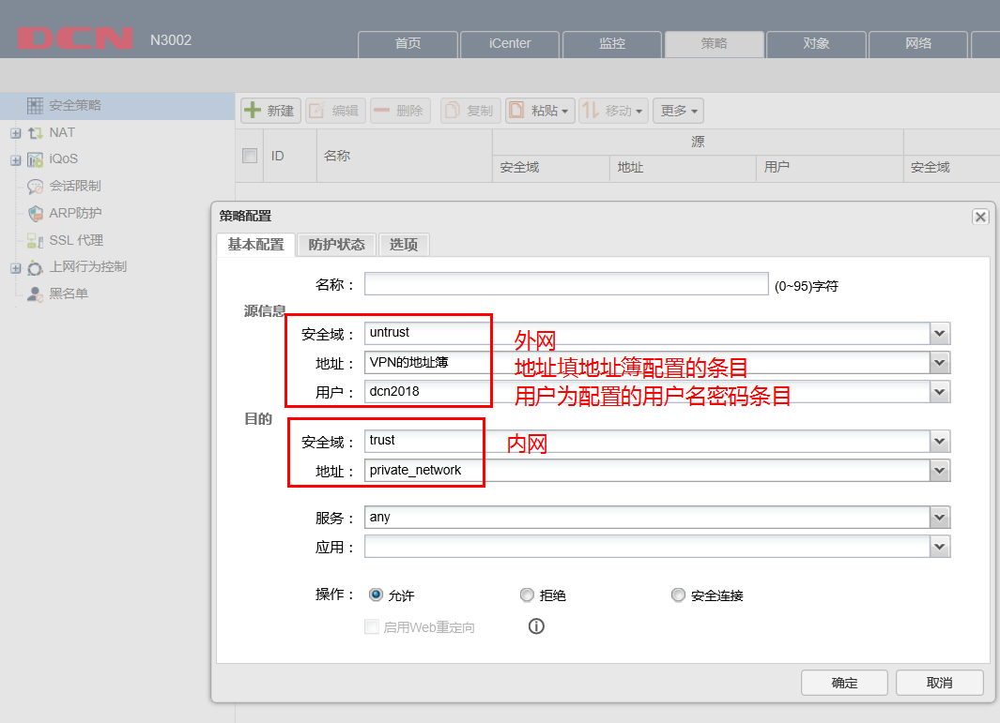 DCN N3002
首页 iCenter 监控 策略 对象 网络
安全策略
NAT
iQoS
会话限制
ARP防护
SSL 代理
上网行为控制
黑名单
新建 编辑 删除 复制 粘贴 移动 更多
ID 名称 源
安全域 地址 用户 安全域
策略配置
基本配置 防护状态 选项
名称： (0~95)字符
源信息
安全域： untrust 外网
地址： VPN的地址簿 地址填地址簿配置的条目
用户： dcn2018 用户为配置的用户名密码条目
目的
安全域： trust 内网
地址： private_network
服务： any
应用：
操作： 允许 拒绝 安全连接
启用Web重定向
确定 取消